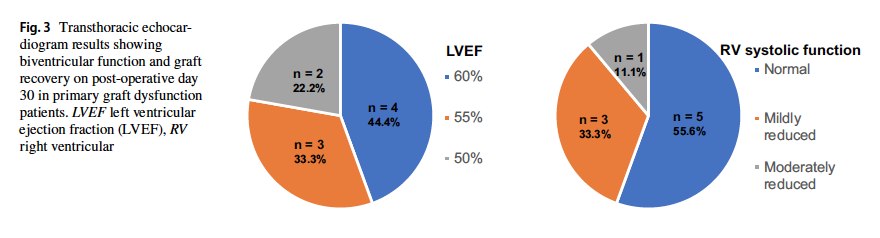 Fig. 3 Transthoracic echocar-
diogram results showing
biventricular function and graft
recovery on post-operative day
30 in primary graft dysfunction
patients. LVEF left ventricular
ejection fraction (LVEF), RV
right ventricular
n = 2
22.2%
n = 4
44.4%
n = 3
33.3%
LVEF
60%
55%
50%
n = 1
11.1%
n = 3
33.3%
n = 5
55.6%
RV systolic function
Normal
Mildly
reduced
Moderately
reduced